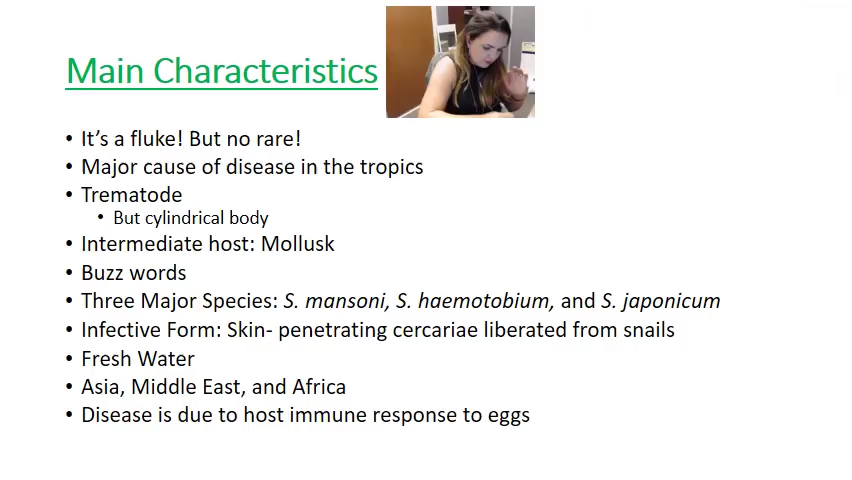 Main Characteristics
• It's a fluke! But no rare!
• Major cause of disease in the tropics
• Trematode
• But cylindrical body
• Intermediate host: Mollusk
• Buzz words
• Three Major Species: S. mansoni, S. haemotobium, and S. japonicum
• Infective Form: Skin- penetrating cercariae liberated from snails
• Fresh Water
• Asia, Middle East, and Africa
• Disease is due to host immune response to eggs